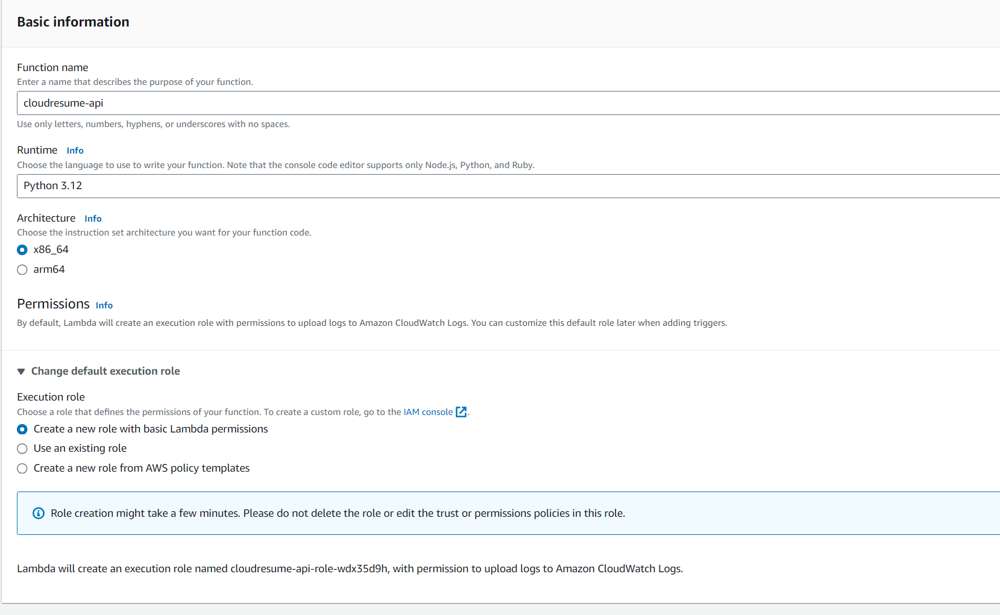 Basic information
Function name
Enter a name that describes the purpose of your function.
cloudresume-api
Use only letters, numbers, hyphens, or underscores with no spaces.
Runtime Info
Choose the language to use to write your function. Note that the console code editor supports only Node.js, Python, and Ruby.
Python 3.12
Architecture Info
Choose the instruction set architecture you want for your function code.
x86_64
arm64
Permissions Info
By default, Lambda will create an execution role with permissions to upload logs to Amazon CloudWatch Logs. You can customize this default role later when adding triggers.
Change default execution role
Execution role
Choose a role that defines the permissions of your function. To create a custom role, go to the IAM console.
Create a new role with basic Lambda permissions
Use an existing role
Create a new role from AWS policy templates
Role creation might take a few minutes. Please do not delete the role or edit the trust or permissions policies in this role.
Lambda will create an execution role named cloudresume-api-role-wdx35d9h, with permission to upload logs to Amazon CloudWatch Logs.